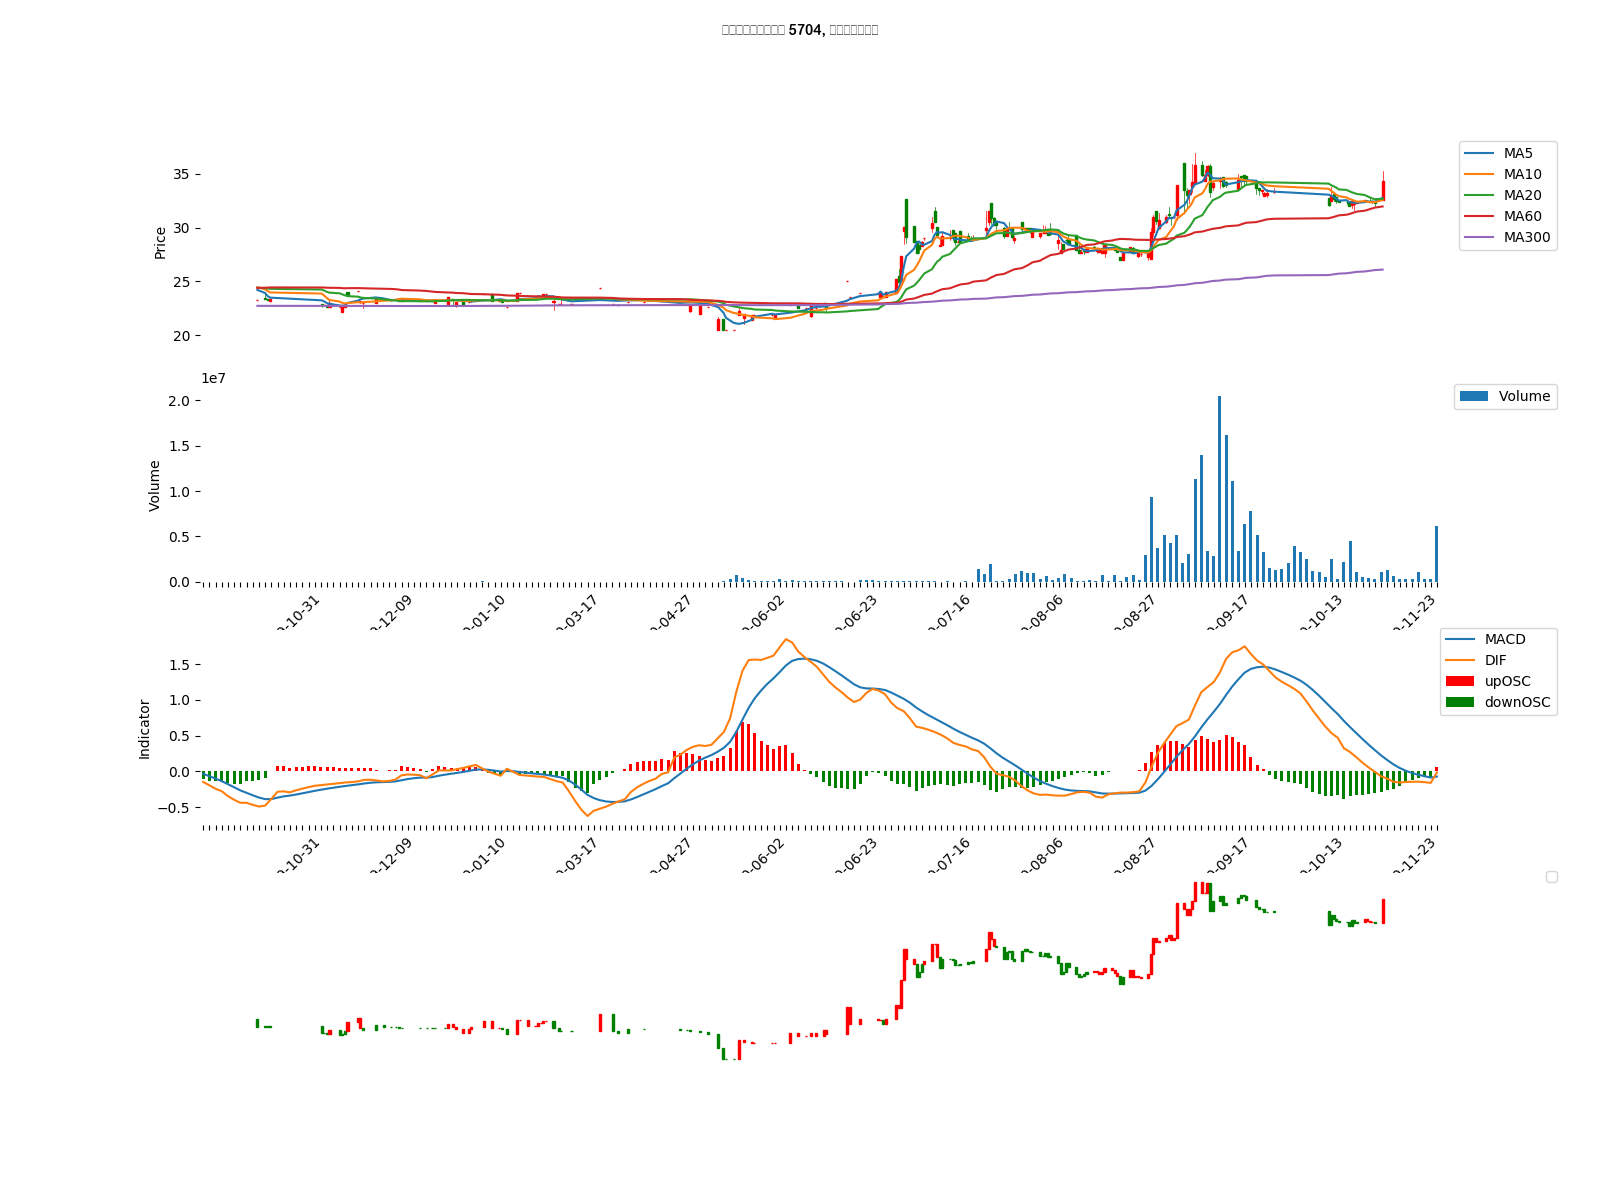 5704,
MA5
MA10
MA20
MA60
MA300
35
30
25
20
Price
1e7
Volume
2.0
1.5
1.0
0.5
0.0
Volume
-10-31
-12-09
-01-10
-03-17
-04-27
-06-02
-06-23
-07-16
-08-06
-08-27
-09-17
-10-13
-11-23
MACD
DIF
upOSC
downOSC
1.5
1.0
0.5
0.0
−0.5
Indicator
-10-31
-12-09
-01-10
-03-17
-04-27
-06-02
-06-23
-07-16
-08-06
-08-27
-09-17
-10-13
-11-23